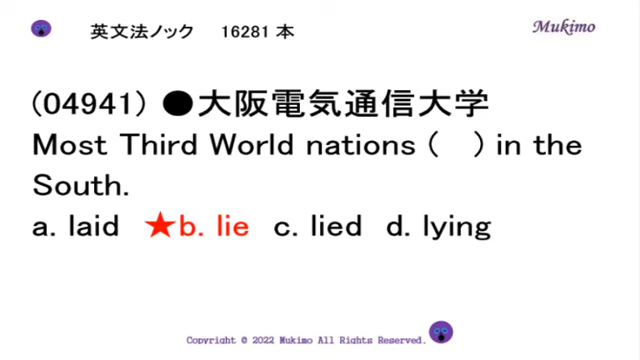 英文法ノック 16281 本
Mukimo
(04941) ●大阪電気通信大学
Most Third World nations ( ) in the
South.
a. laid ★b. lie c. lied d. lying
Copyright © 2022 Mukimo All Rights Reserved.